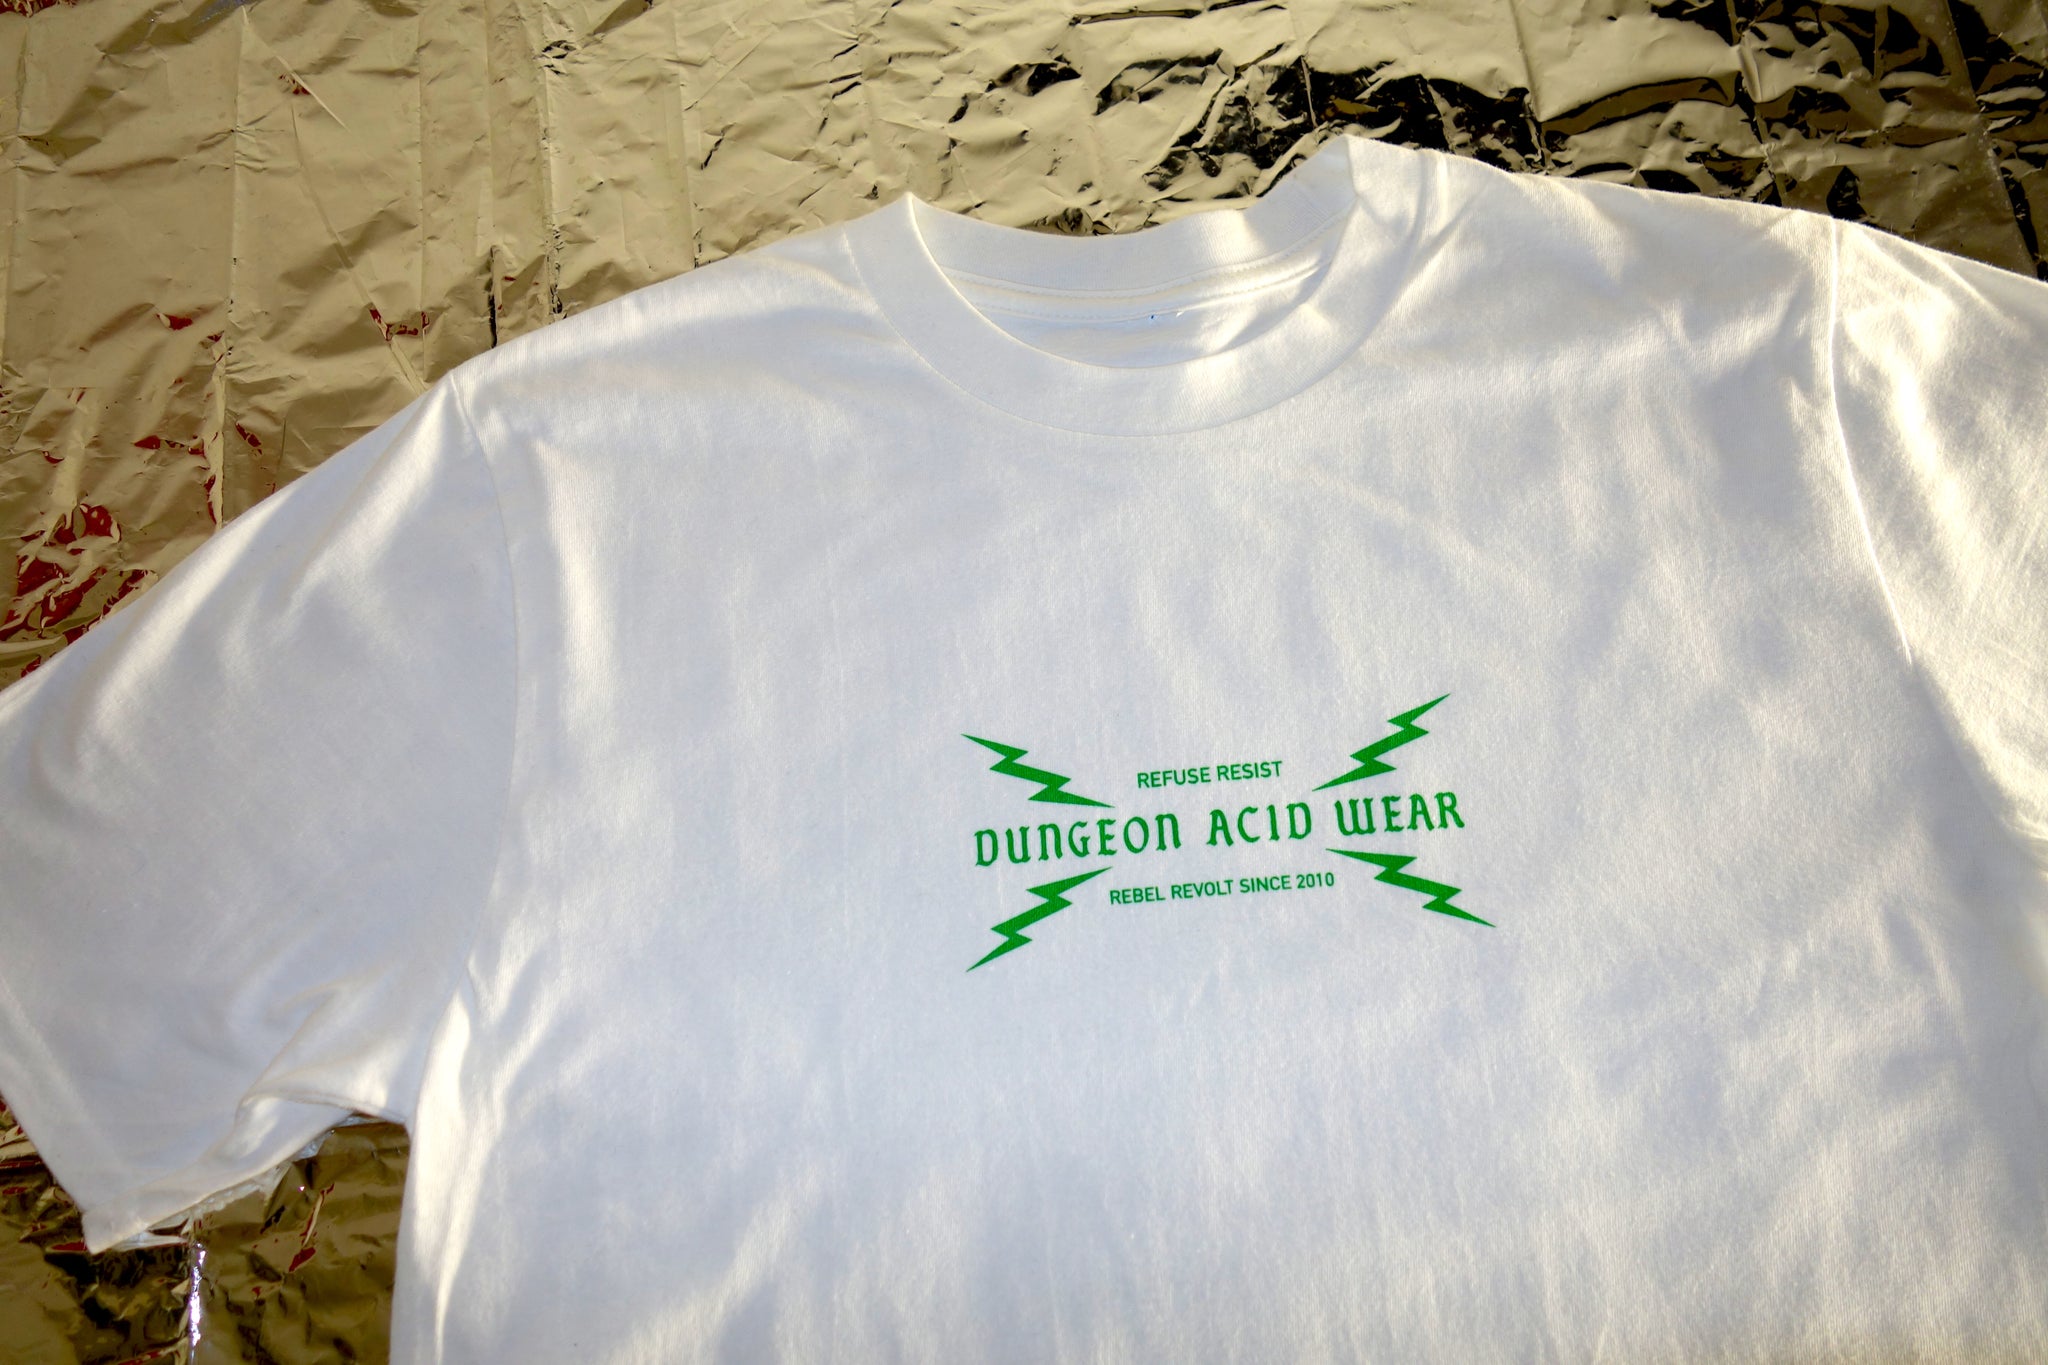 REFUSE RESIST
DUNGEON ACID WEAR
REBEL REVOLT SINCE 2010